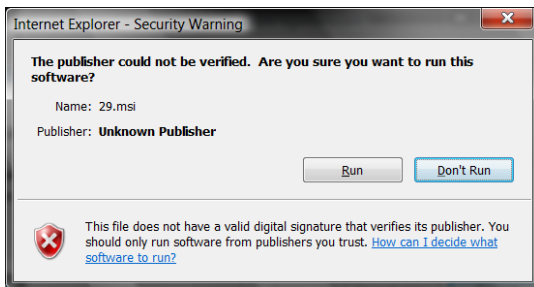 Internet Explorer - Security Warning
The publisher could not be verified.  Are you sure you want to run this
software?
Name: 29.msi
Publisher: Unknown Publisher
Run
Don't Run
This file does not have a valid digital signature that verifies its publisher. You
should only run software from publishers you trust. How can I decide what
software to run?